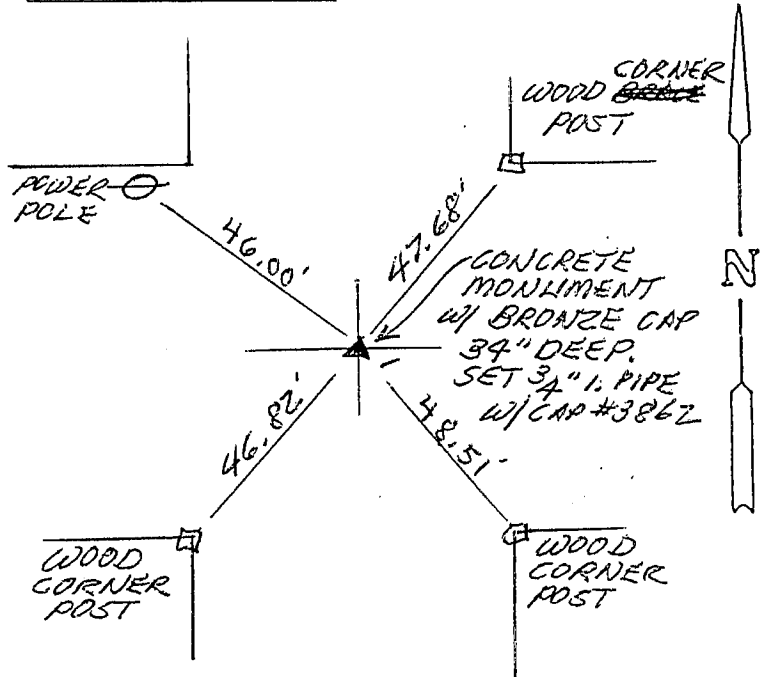 CORNER
WOOD
POST
POWER
POLE
46.00'
47.68'
CONCRETE
MONUMENT
W/ BRONZE CAP
34" DEEP.
SET 3/4" I. PIPE
W/ CAP #3862
N
46.82'
48.51'
WOOD
CORNER
POST
WOOD
CORNER
POST